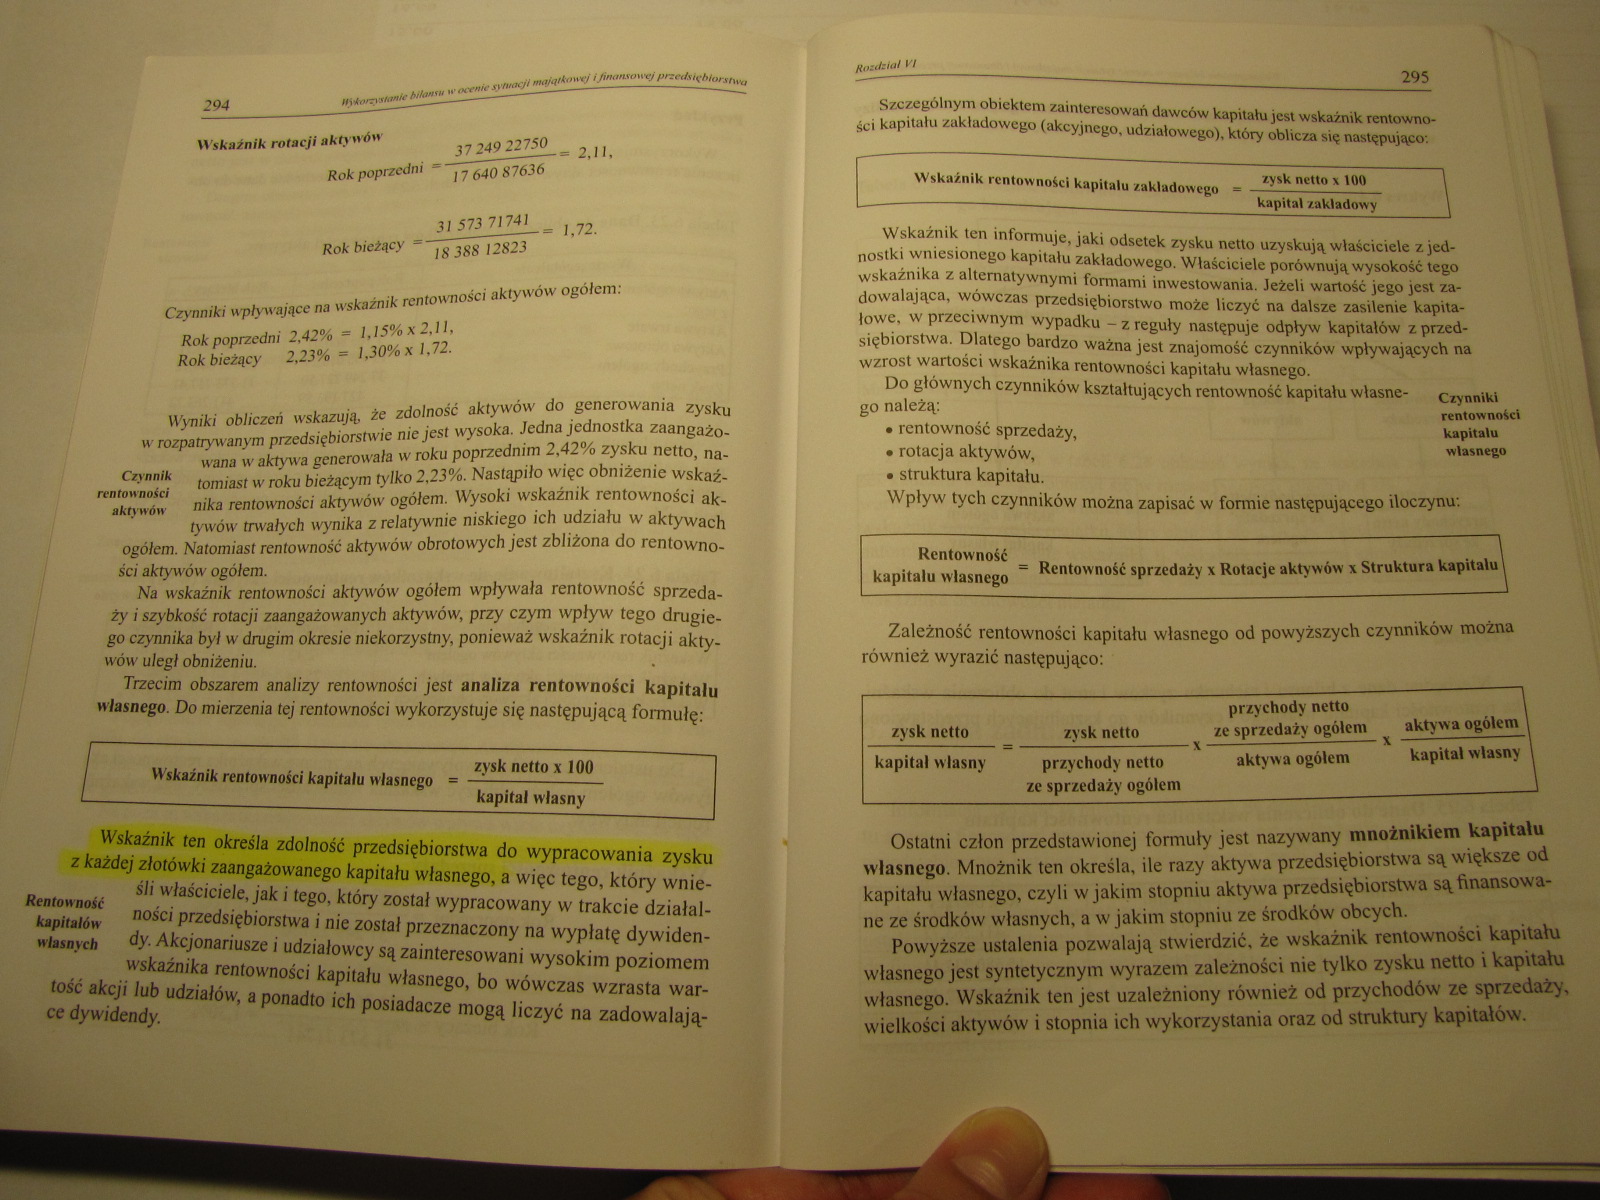 294
Wykorzystanie bilansu w ocenie sytuacji majątkowej i finansowej przedsiębiorstwa
Wskaźnik rotacji aktywów
Rok poprzedni = 37 249 22750 / 17 640 87636 = 2,11,
Rok bieżący = 31 573 71741 / 18 388 12823 = 1,72.
Czynniki wpływające na wskaźnik rentowności aktywów ogółem:
Rok poprzedni 2,42% = 1,15% x 2,11,
Rok bieżący 2,23% = 1,30% x 1,72.
Wyniki obliczeń wskazują, że zdolność aktywów do generowania zysku
w rozpatrywanym przedsiębiorstwie nie jest wysoka. Jedna jednostka zaangażo-
wana w aktywa generowała w roku poprzednim 2,42% zysku netto, na-
tomiast w roku bieżącym tylko 2,23%. Nastąpiło więc obniżenie wskaź-
nika rentowności aktywów ogółem. Wysoki wskaźnik rentowności ak-
tywów trwałych wynika z relatywnie niskiego ich udziału w aktywach
ogółem. Natomiast rentowność aktywów obrotowych jest zbliżona do rentowno-
ści aktywów ogółem.
Czynnik
rentowności
aktywów
Na wskaźnik rentowności aktywów ogółem wpływała rentowność sprzeda-
ży i szybkość rotacji zaangażowanych aktywów, przy czym wpływ tego drugie-
go czynnika był w drugim okresie niekorzystny, ponieważ wskaźnik rotacji akty-
wów uległ obniżeniu.
Trzecim obszarem analizy rentowności jest analiza rentowności kapitału
własnego. Do mierzenia tej rentowności wykorzystuje się następującą formułę:
Wskaźnik rentowności kapitału własnego = zysk netto x 100 / kapitał własny
Wskaźnik ten określa zdolność przedsiębiorstwa do wypracowania zysku
z każdej złotówki zaangażowanego kapitału własnego, a więc tego, który wnie-
śli właściciele, jak i tego, który został wypracowany w trakcie działal-
ności przedsiębiorstwa i nie został przeznaczony na wypłatę dywiden-
dy. Akcjonariusze i udziałowcy są zainteresowani wysokim poziomem
wskaźnika rentowności kapitału własnego, bo wówczas wzrasta war-
tość akcji lub udziałów, a ponadto ich posiadacze mogą liczyć na zadowalają-
ce dywidendy.
Rentowność
kapitałów
własnych
Rozdział VI
295
Szczególnym obiektem zainteresowań dawców kapitału jest wskaźnik rentowno-
ści kapitału zakładowego (akcyjnego, udziałowego), który oblicza się następująco:
Wskaźnik rentowności kapitału zakładowego = zysk netto x 100 / kapitał zakładowy
Wskaźnik ten informuje, jaki odsetek zysku netto uzyskują właściciele z jed-
nostki wniesionego kapitału zakładowego. Właściciele porównują wysokość tego
wskaźnika z alternatywnymi formami inwestowania. Jeżeli wartość jego jest za-
dowalająca, wówczas przedsiębiorstwo może liczyć na dalsze zasilenie kapita-
łowe, w przeciwnym wypadku – z reguły następuje odpływ kapitałów z przed-
siębiorstwa. Dlatego bardzo ważna jest znajomość czynników wpływających na
wzrost wartości wskaźnika rentowności kapitału własnego.
Do głównych czynników kształtujących rentowność kapitału własne-
go należą:
• rentowność sprzedaży,
• rotacja aktywów,
• struktura kapitału.
Czynniki
rentowności
kapitału
własnego
Wpływ tych czynników można zapisać w formie następującego iloczynu:
Rentowność
kapitału własnego = Rentowność sprzedaży x Rotacje aktywów x Struktura kapitału
Zależność rentowności kapitału własnego od powyższych czynników można
również wyrazić następująco:
zysk netto / kapitał własny = zysk netto / przychody netto ze sprzedaży ogółem x przychody netto ze sprzedaży ogółem / aktywa ogółem x aktywa ogółem / kapitał własny
Ostatni człon przedstawionej formuły jest nazywany mnożnikiem kapitału
własnego. Mnożnik ten określa, ile razy aktywa przedsiębiorstwa są większe od
kapitału własnego, czyli w jakim stopniu aktywa przedsiębiorstwa są finansowa-
ne ze środków własnych, a w jakim stopniu ze środków obcych.
Powyższe ustalenia pozwalają stwierdzić, że wskaźnik rentowności kapitału
własnego jest syntetycznym wyrazem zależności nie tylko zysku netto i kapitału
własnego. Wskaźnik ten jest uzależniony również od przychodów ze sprzedaży,
wielkości aktywów i stopnia ich wykorzystania oraz od struktury kapitałów.